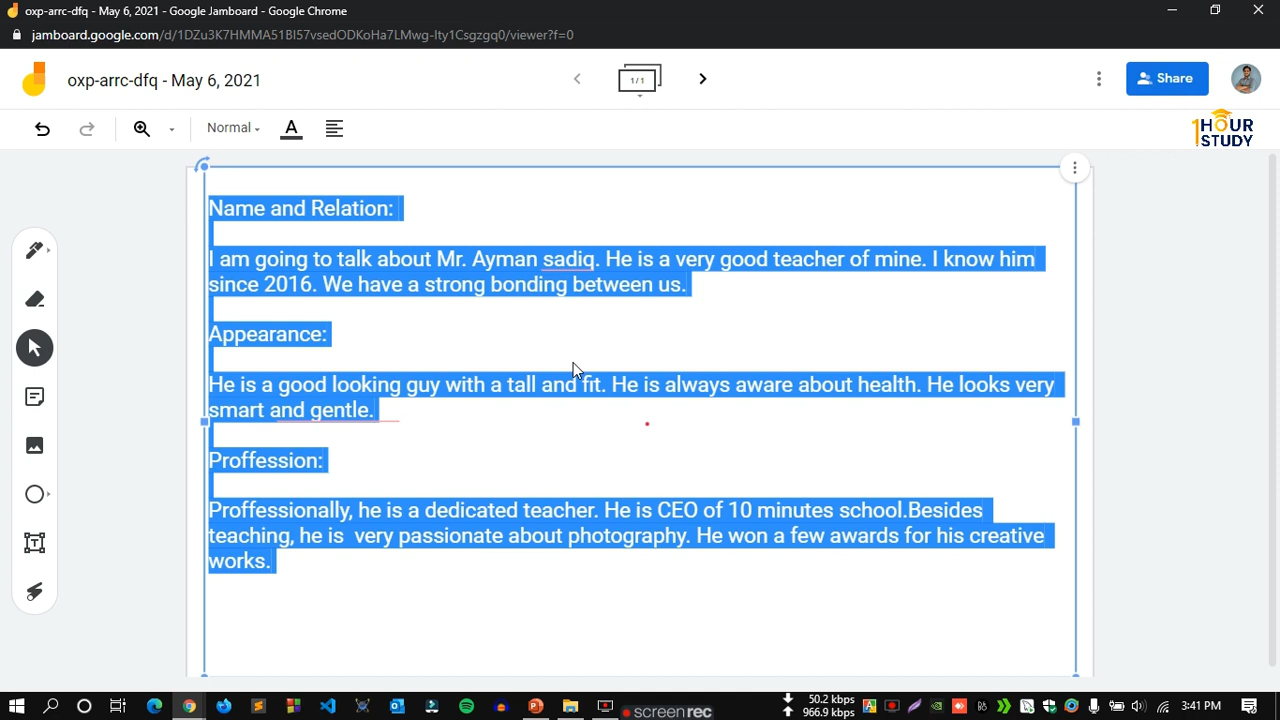 oxp-arrc-dfq - May 6, 2021 - Google Jamboard - Google Chrome
jamboard.google.com/d/1DZu3K7HMMA51BI57vsedODKoHa7LMwg-Ity1Csgzgq0/viewer?f=0
oxp-arrc-dfq - May 6, 2021
1/1
Share
Normal
1HOUR
STUDY
Name and Relation:
I am going to talk about Mr. Ayman sadiq. He is a very good teacher of mine. I know him
since 2016. We have a strong bonding between us.
Appearance:
He is a good looking guy with a tall and fit. He is always aware about health. He looks very
smart and gentle.
Proffession:
Proffessionally, he is a dedicated teacher. He is CEO of 10 minutes school.Besides
teaching, he is  very passionate about photography. He won a few awards for his creative
works.
50.2 kbps
966.9 kbps
screenrec
3:41 PM